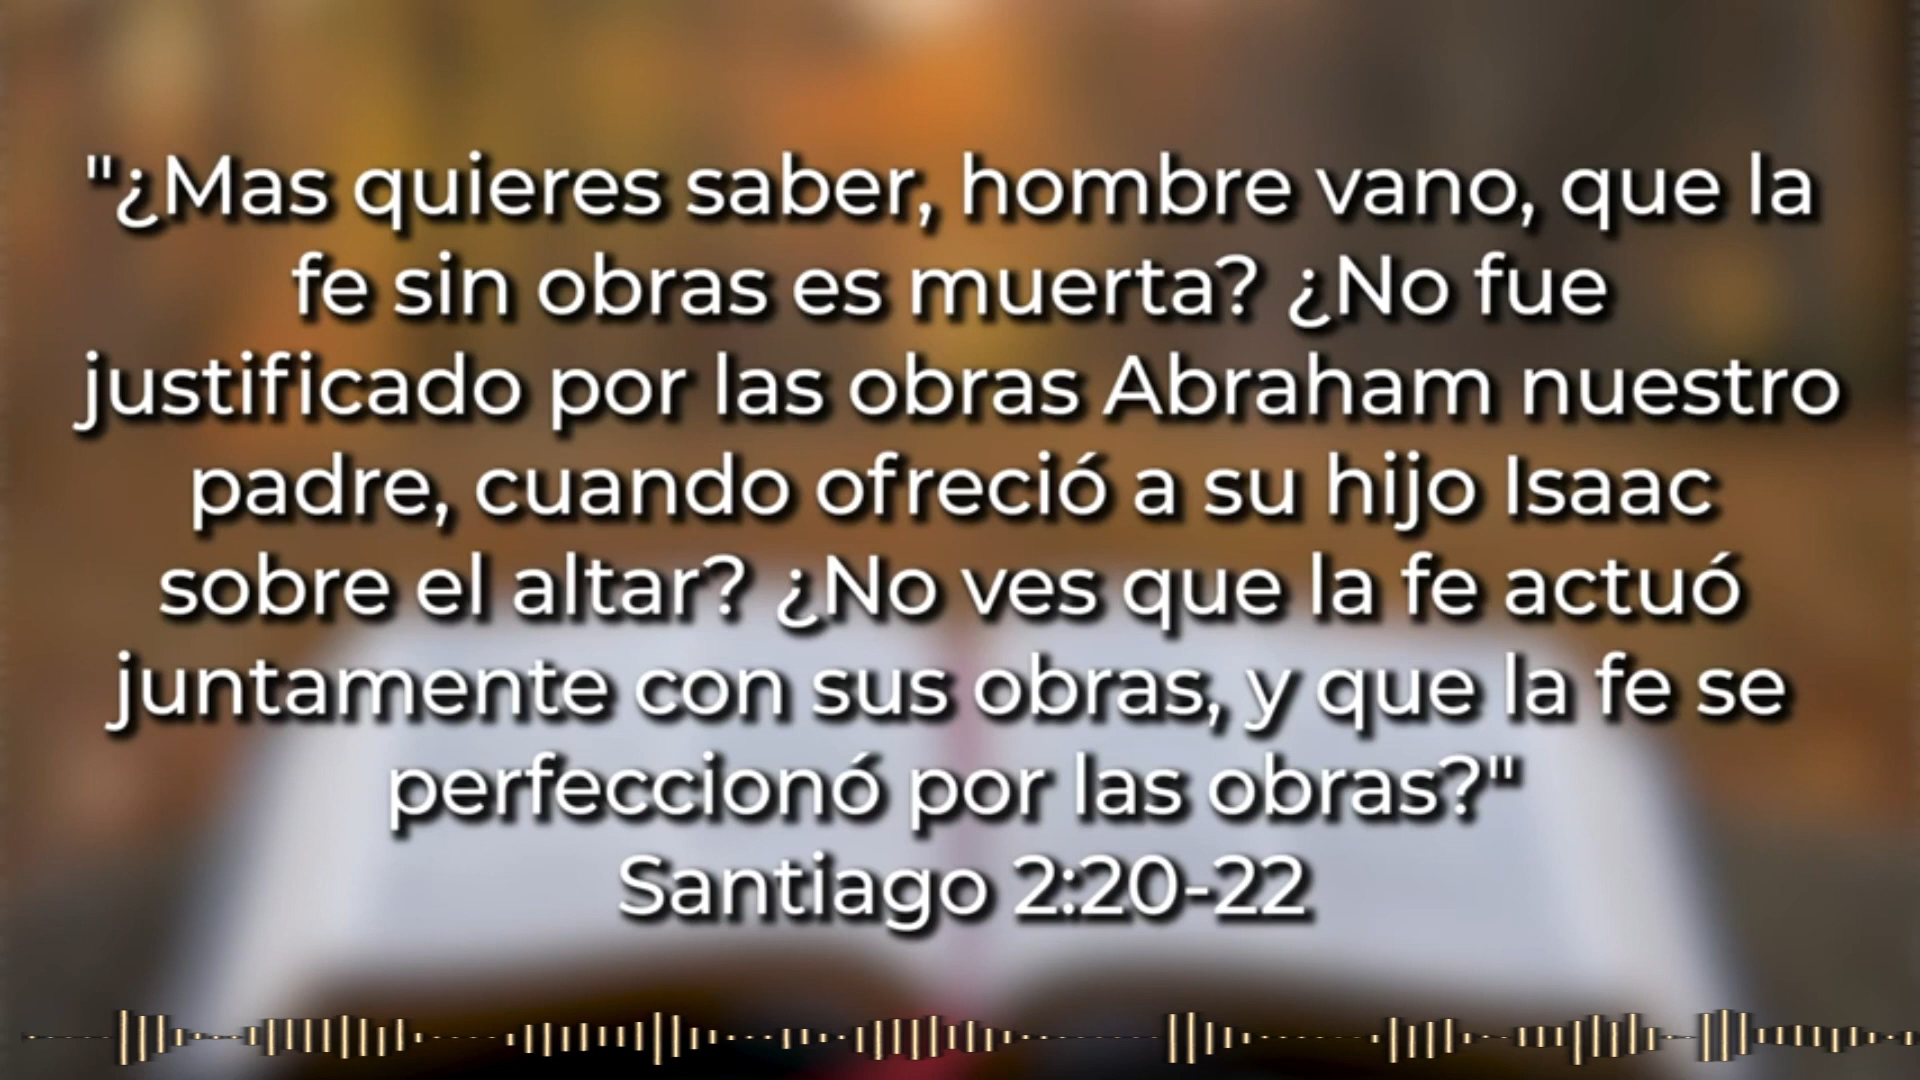 "¿Mas quieres saber, hombre vano, que la
fe sin obras es muerta? ¿No fue
justificado por las obras Abraham nuestro
padre, cuando ofreció a su hijo Isaac
sobre el altar? ¿No ves que la fe actuó
juntamente con sus obras, y que la fe se
perfeccionó por las obras?"
Santiago 2:20-22